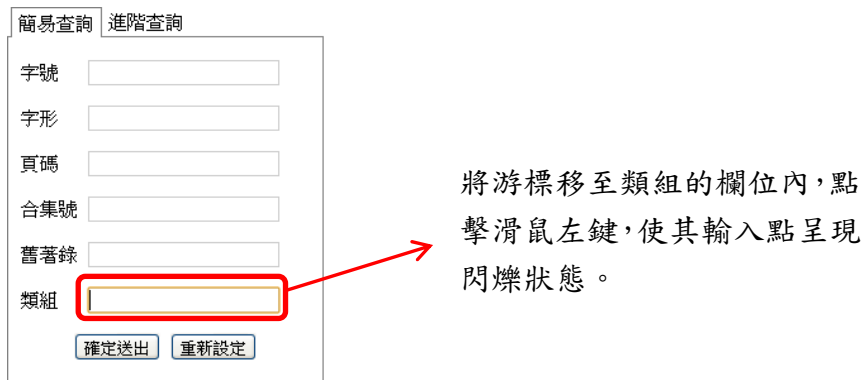 簡易查詢 進階查詢
字號
字形
頁碼
合集號
舊著錄
類組
確定送出 重新設定
將游標移至類組的欄位內，點
擊滑鼠左鍵，使其輸入點呈現
閃爍狀態。